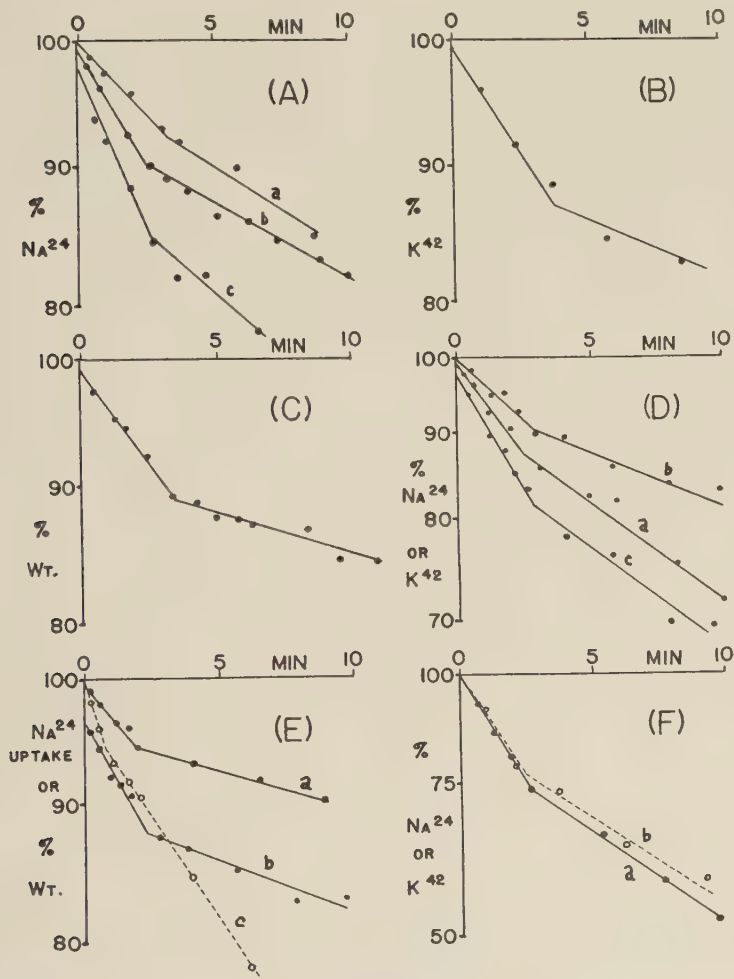 0 MIN 10
100
(A)
90
%
NA²⁴
a
b
c
80
0 MIN 10
100
(B)
90
%
K⁴²
80
0 5 MIN 10
100
(C)
90
%
WT.
80
0 5 MIN 10
100
(D)
90
%
NA²⁴
b
80
a
OR
K⁴²
c
70
0 5 MIN 10
100
(E)
NA²⁴
UPTAKE
OR
a
90
%
WT.
b
c
80
0 5 MIN 10
100
(F)
%
75
NA²⁴
OR
K⁴²
b
a
50